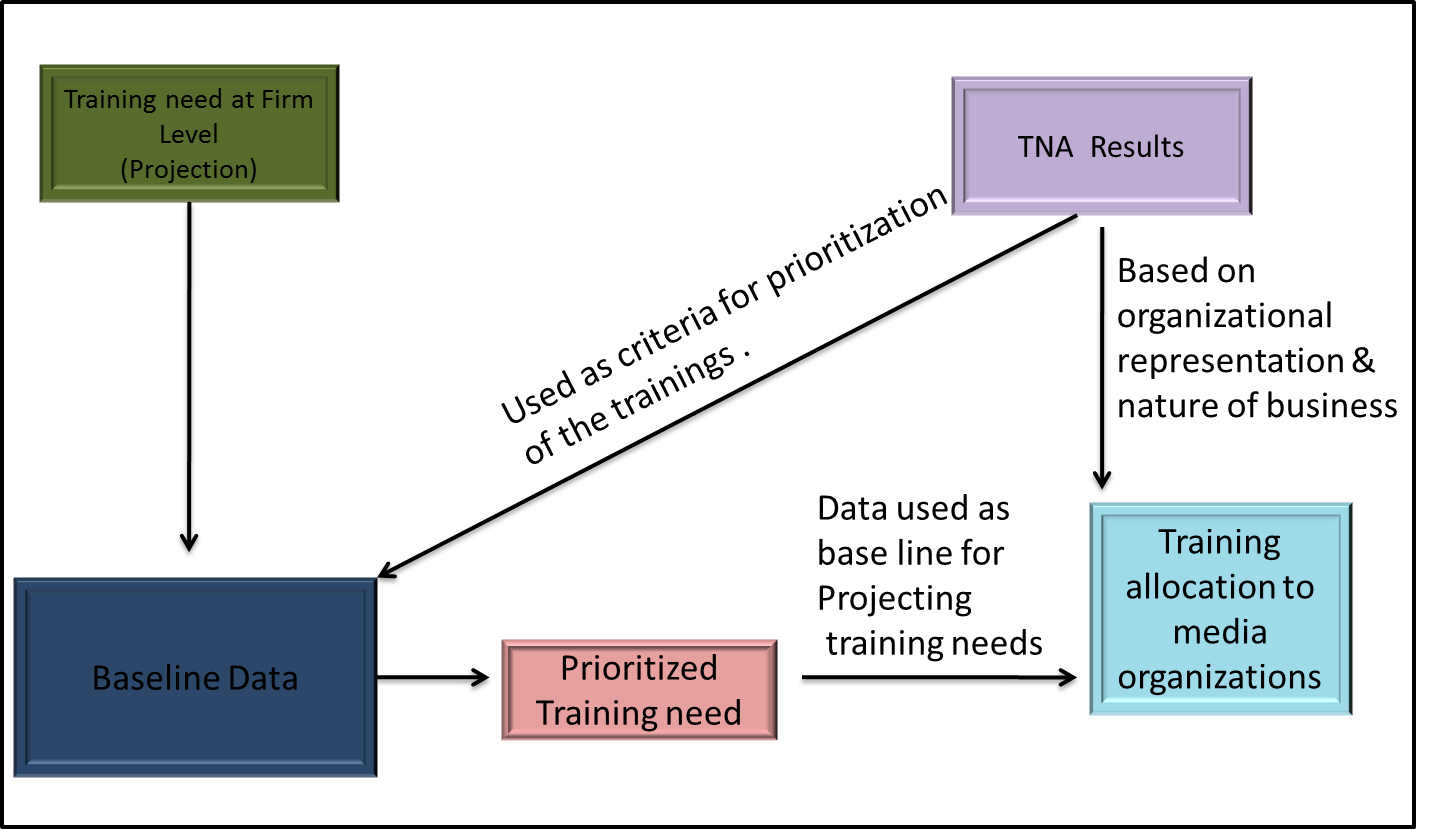 Training need at Firm
Level
(Projection)
TNA Results
Used as criteria for prioritization
of the trainings .
Based on
organizational
representation &
nature of business
Data used as
base line for
Projecting
training needs
Training
allocation to
media
organizations
Baseline Data
Prioritized
Training need